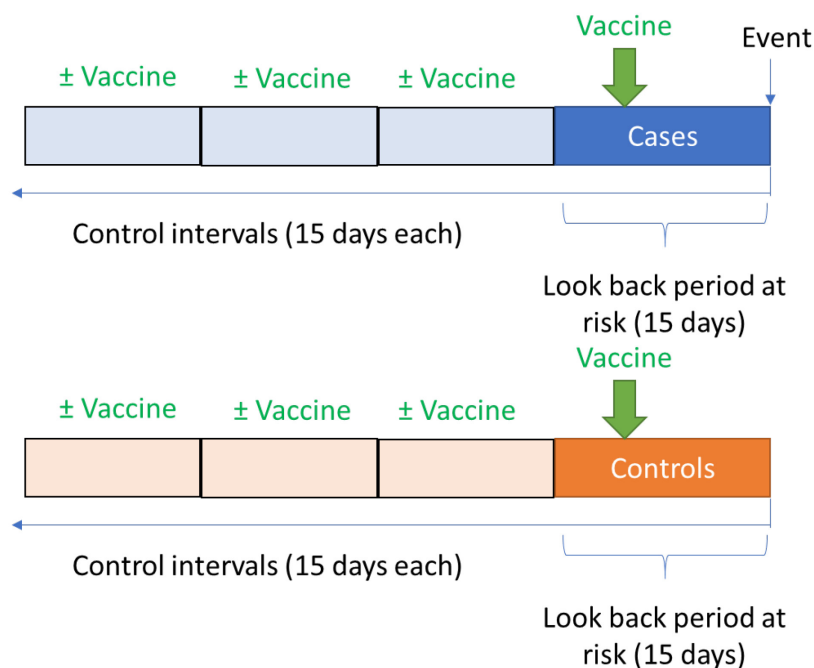 Vaccine
Event
± Vaccine ± Vaccine ± Vaccine
Cases
Control intervals (15 days each)
Look back period at
risk (15 days)
Vaccine
± Vaccine ± Vaccine ± Vaccine
Controls
Control intervals (15 days each)
Look back period at
risk (15 days)